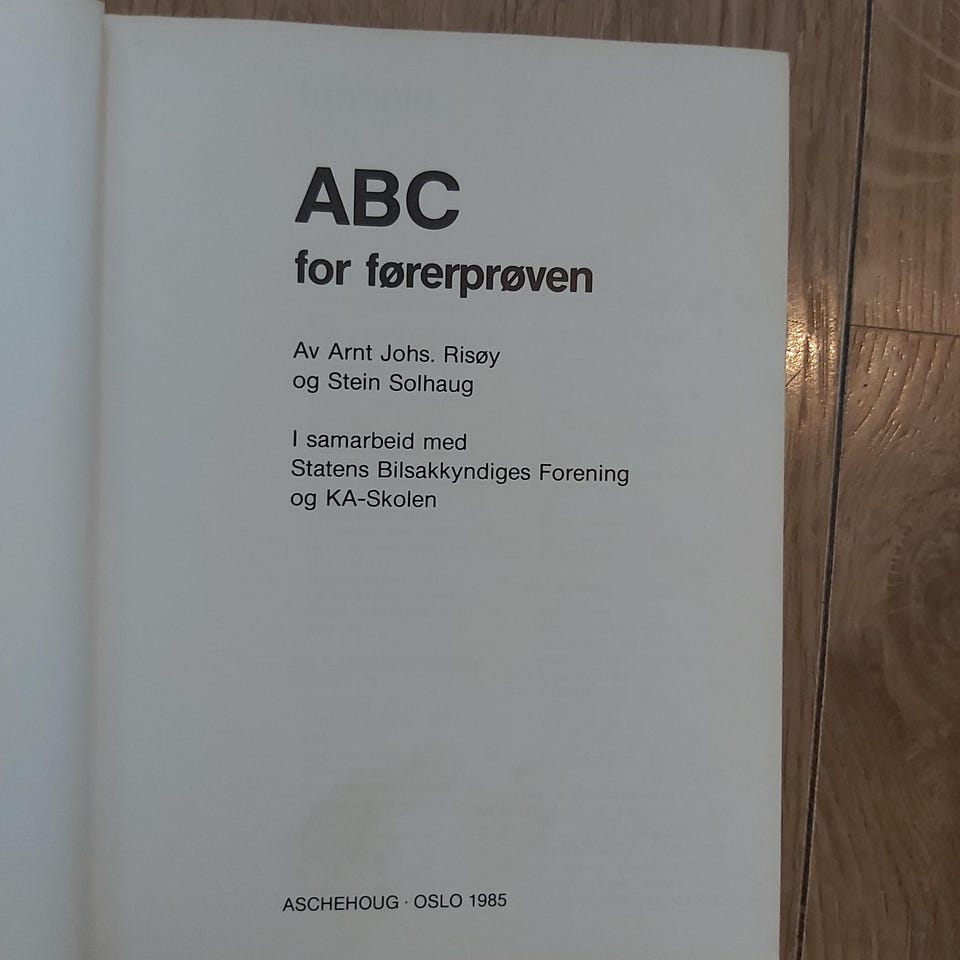 ABC
for førerprøven
Av Arnt Johs. Risøy
og Stein Solhaug
I samarbeid med
Statens Bilsakkyndiges Forening
og KA-Skolen
ASCHEHOUG · OSLO 1985